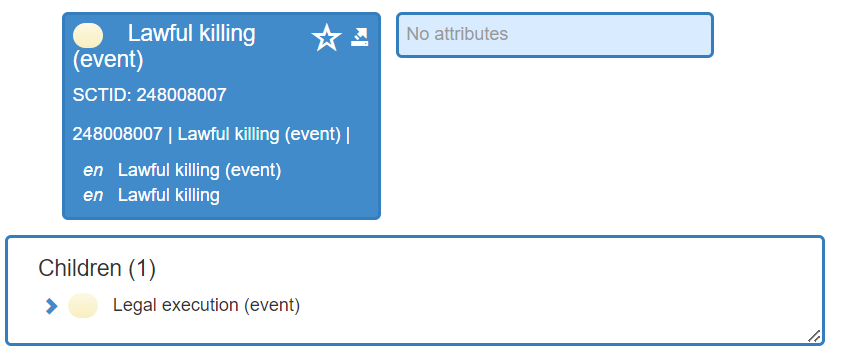 Lawful killing
(event)
SCTID: 248008007
248008007 | Lawful killing (event) |
en Lawful killing (event)
en Lawful killing
No attributes
Children (1)
Legal execution (event)